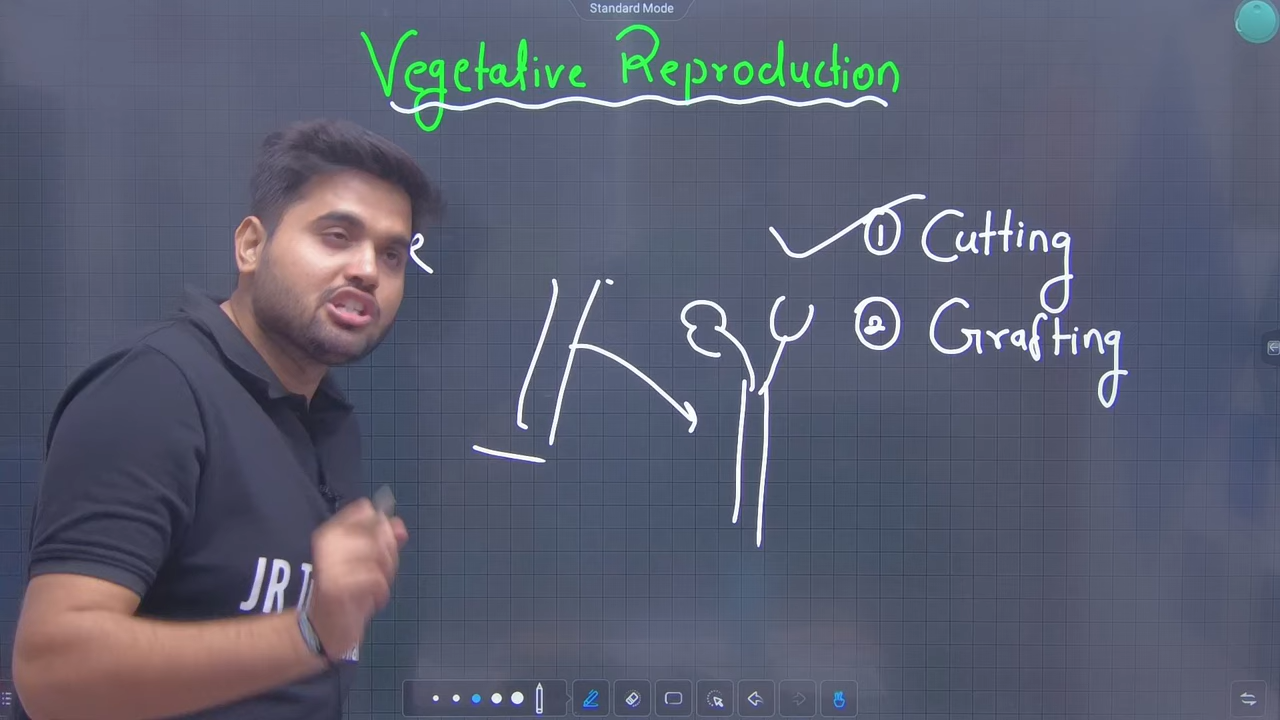 Standard Mode
Vegetative Reproduction
① Cutting
② Grafting
JR